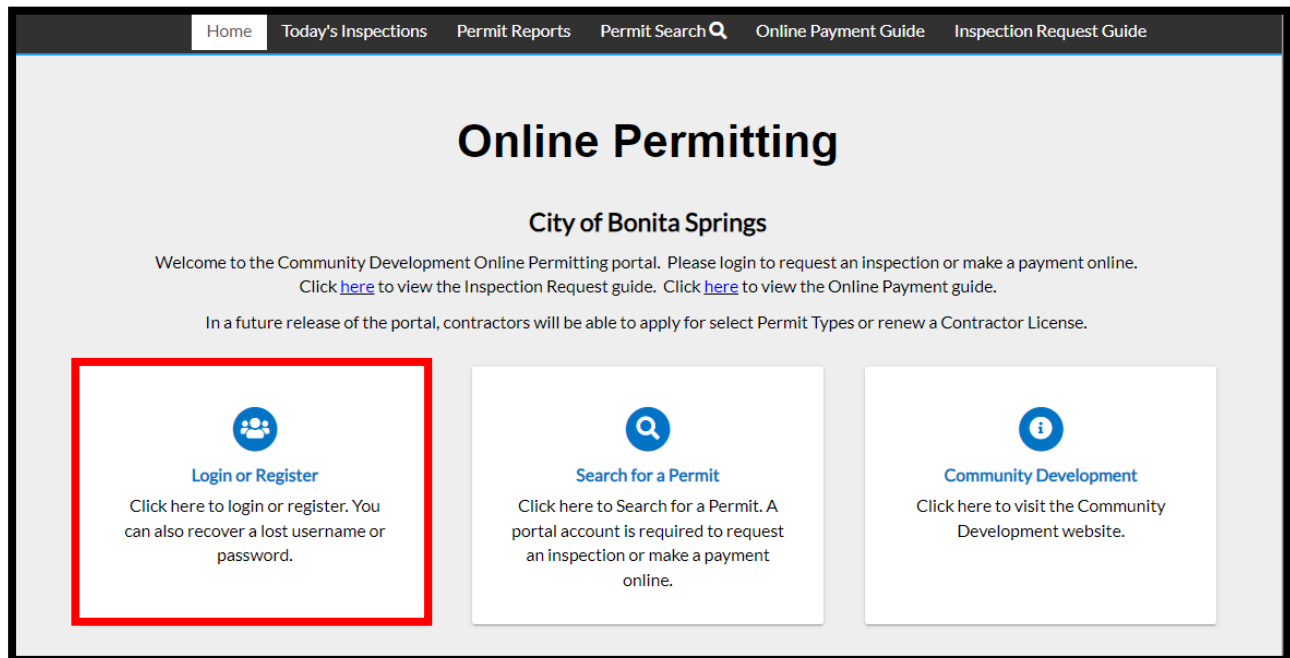 Home Today's Inspections Permit Reports Permit Search Online Payment Guide Inspection Request Guide
Online Permitting
City of Bonita Springs
Welcome to the Community Development Online Permitting portal. Please login to request an inspection or make a payment online.
Click here to view the Inspection Request guide. Click here to view the Online Payment guide.
In a future release of the portal, contractors will be able to apply for select Permit Types or renew a Contractor License.
Login or Register
Click here to login or register. You
can also recover a lost username or
password.
Search for a Permit
Click here to Search for a Permit. A
portal account is required to request
an inspection or make a payment
online.
Community Development
Click here to visit the Community
Development website.